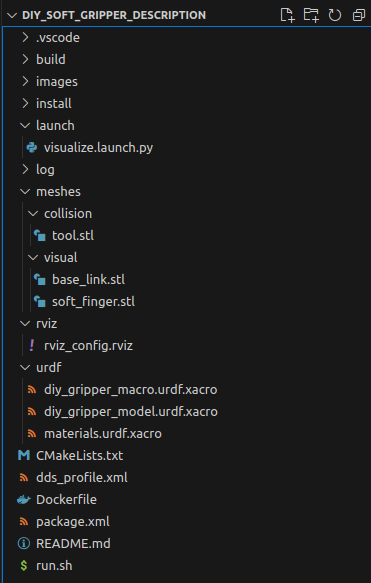 DIY_SOFT_GRIPPER_DESCRIPTION
.vscode
build
images
install
launch
visualize.launch.py
log
meshes
collision
tool.stl
visual
base_link.stl
soft_finger.stl
rviz
rviz_config.rviz
urdf
diy_gripper_macro.urdf.xacro
diy_gripper_model.urdf.xacro
materials.urdf.xacro
CMakeLists.txt
dds_profile.xml
Dockerfile
package.xml
README.md
run.sh